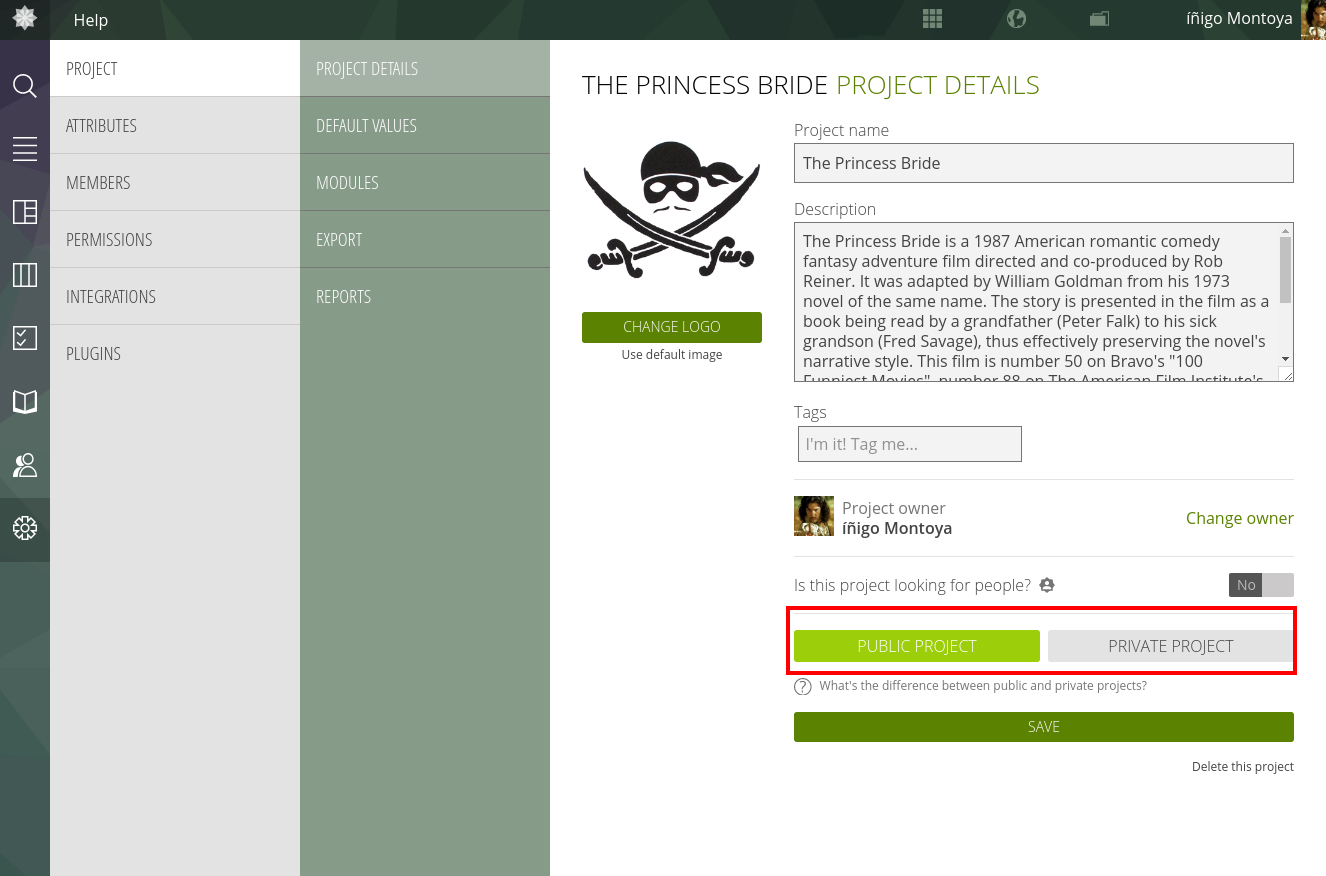 Help
íñigo Montoya
PROJECT
ATTRIBUTES
MEMBERS
PERMISSIONS
INTEGRATIONS
PLUGINS
PROJECT DETAILS
DEFAULT VALUES
MODULES
EXPORT
REPORTS
THE PRINCESS BRIDE PROJECT DETAILS
CHANGE LOGO
Use default image
Project name
The Princess Bride
Description
The Princess Bride is a 1987 American romantic comedy
fantasy adventure film directed and co-produced by Rob
Reiner. It was adapted by William Goldman from his 1973
novel of the same name. The story is presented in the film as a
book being read by a grandfather (Peter Falk) to his sick
grandson (Fred Savage), thus effectively preserving the novel's
narrative style. This film is number 50 on Bravo's "100
Funniest Movies", number 88 on The American Film Institute's
Tags
I'm it! Tag me...
Project owner
íñigo Montoya
Change owner
Is this project looking for people?
No
PUBLIC PROJECT
PRIVATE PROJECT
? What's the difference between public and private projects?
SAVE
Delete this project